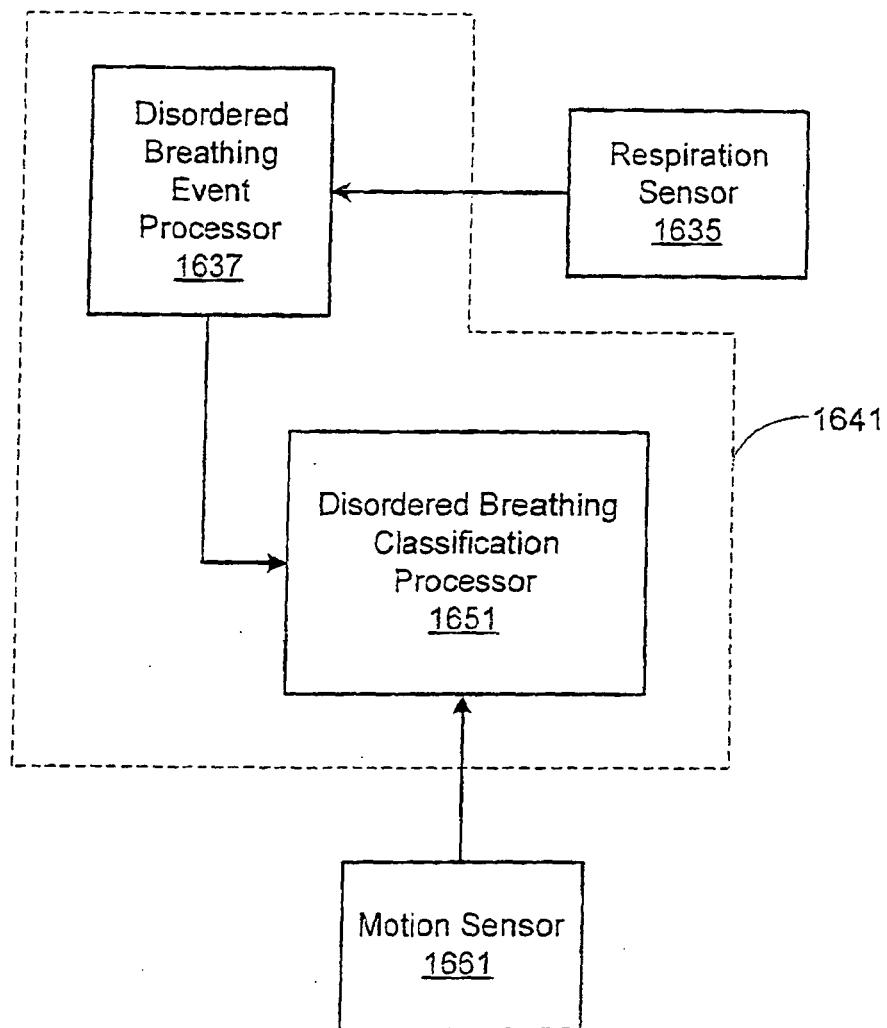 Disordered
Breathing
Event
Processor
1637
Respiration
Sensor
1635
1641
Disordered Breathing
Classification
Processor
1651
Motion Sensor
1661